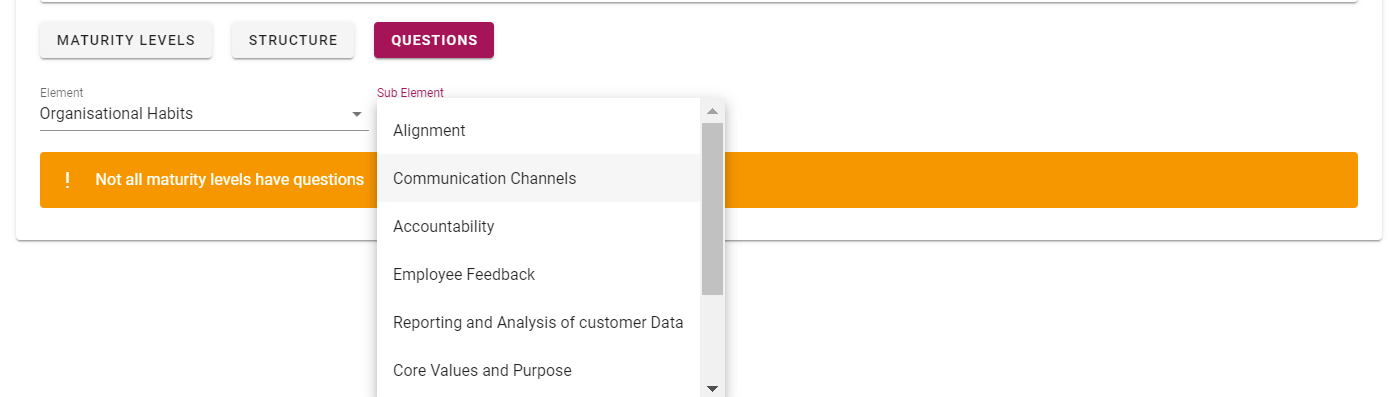 MATURITY LEVELS
STRUCTURE
QUESTIONS
Element
Sub Element
Organisational Habits
Alignment
! Not all maturity levels have questions
Communication Channels
Accountability
Employee Feedback
Reporting and Analysis of customer Data
Core Values and Purpose